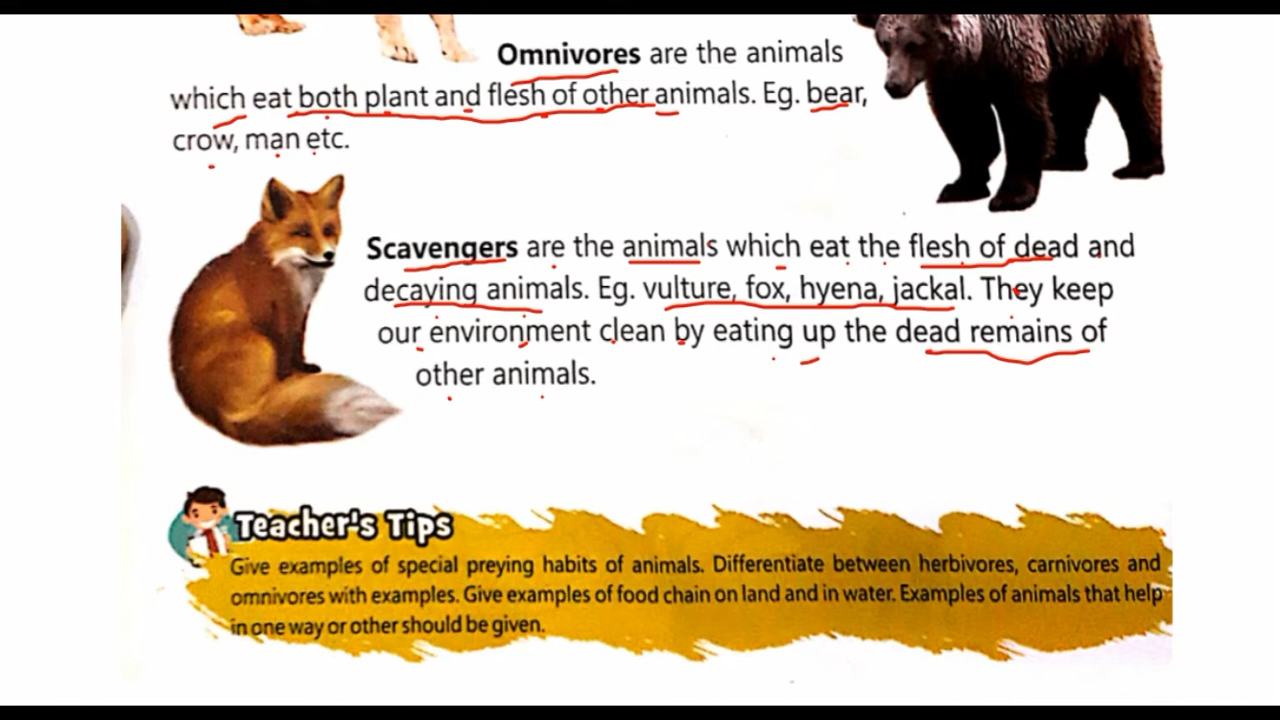 Omnivores are the animals
which eat both plant and flesh of other animals. Eg. bear,
crow, man etc.
Scavengers are the animals which eat the flesh of dead and
decaying animals. Eg. vulture, fox, hyena, jackal. They keep
our environment clean by eating up the dead remains of
other animals.
Teacher's Tips
Give examples of special preying habits of animals. Differentiate between herbivores, carnivores and
omnivores with examples. Give examples of food chain on land and in water. Examples of animals that help
in one way or other should be given.